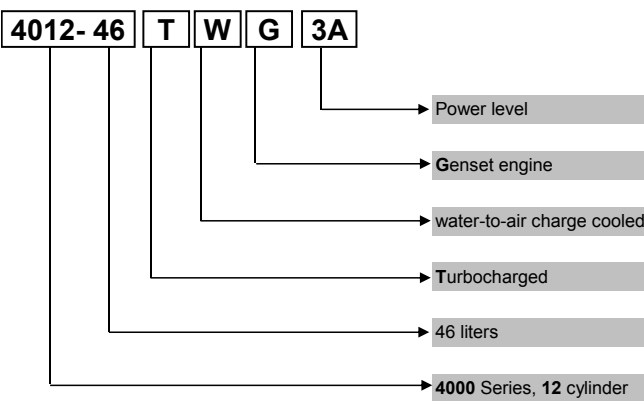 4012- 46 T W G 3A
Power level
Genset engine
water-to-air charge cooled
Turbocharged
46 liters
4000 Series, 12 cylinder